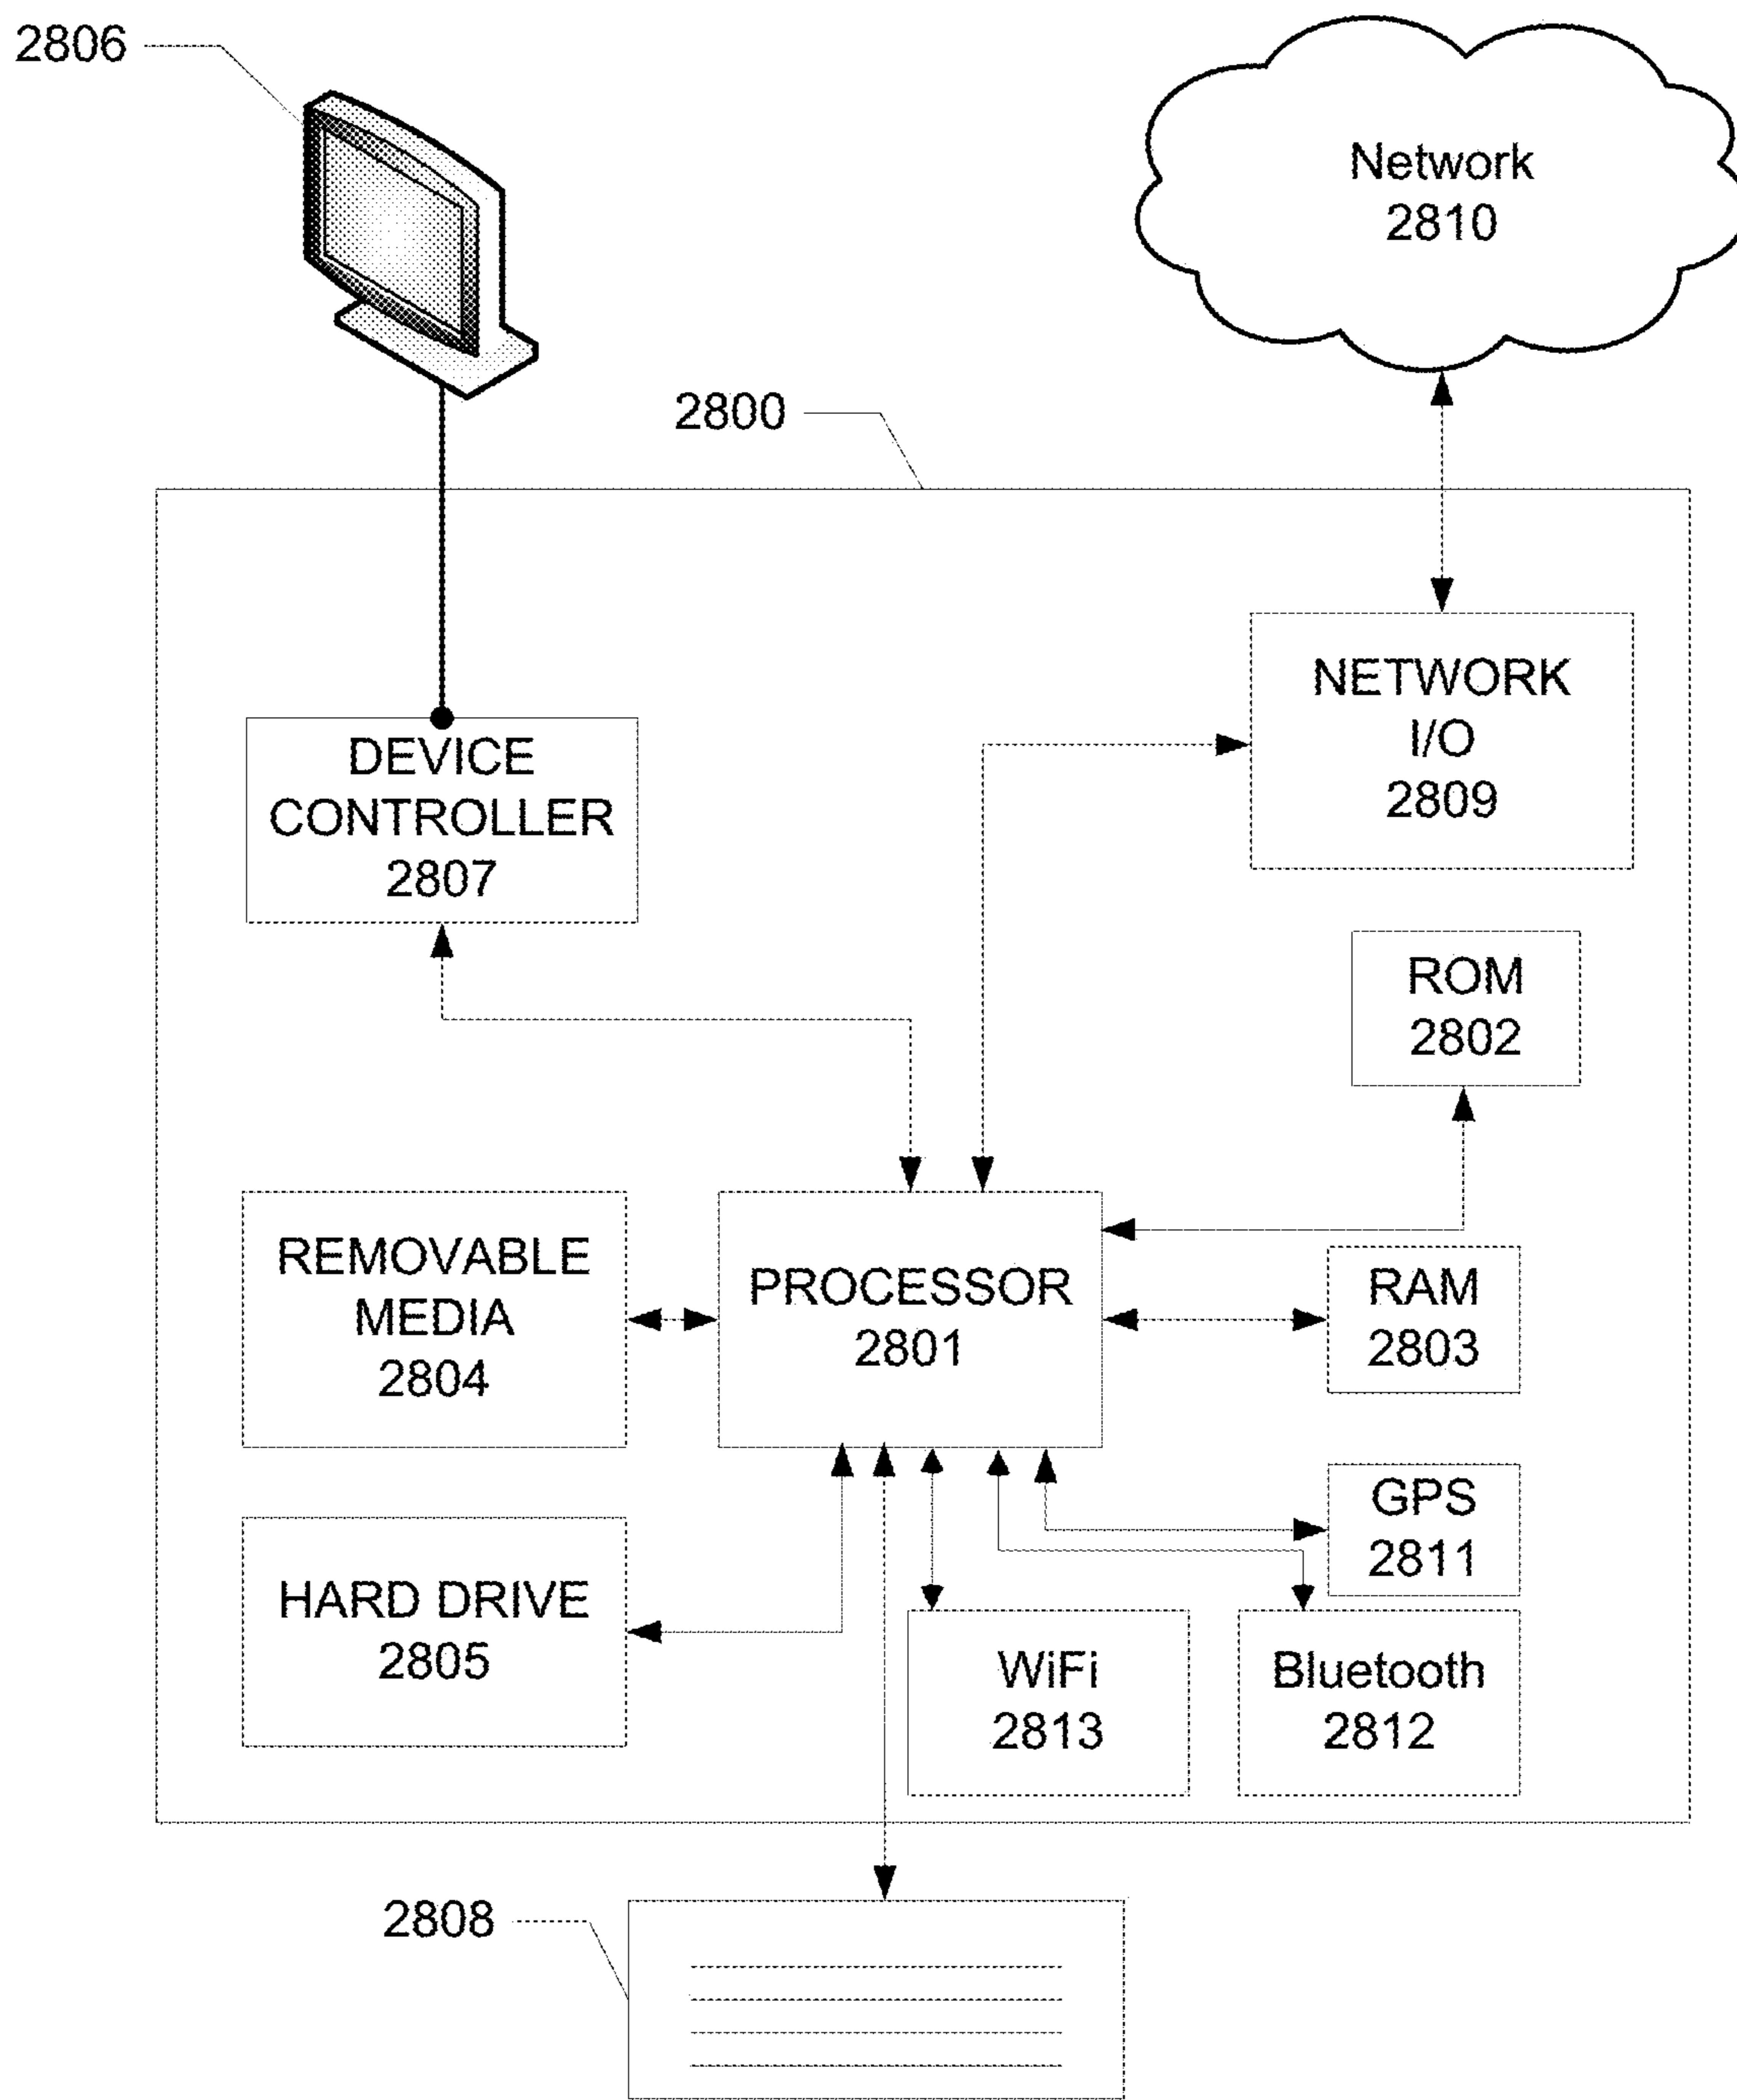 2806
Network
2810
2800
NETWORK
I/O
2809
DEVICE
CONTROLLER
2807
ROM
2802
REMOVABLE
MEDIA
2804
PROCESSOR
2801
RAM
2803
GPS
2811
HARD DRIVE
2805
WiFi
2813
Bluetooth
2812
2808